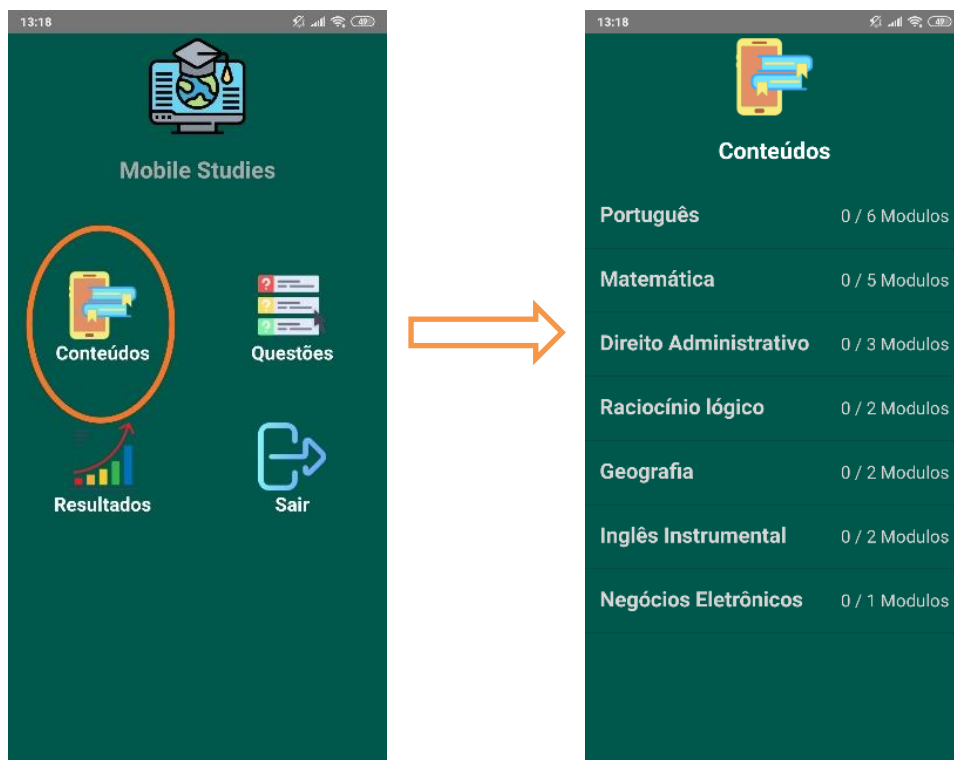 13:18
49
Mobile Studies
Conteúdos
Questões
Resultados
Sair
13:18
49
Conteúdos
Português 0 / 6 Modulos
Matemática 0 / 5 Modulos
Direito Administrativo 0 / 3 Modulos
Raciocínio lógico 0 / 2 Modulos
Geografia 0 / 2 Modulos
Inglês Instrumental 0 / 2 Modulos
Negócios Eletrônicos 0 / 1 Modulos